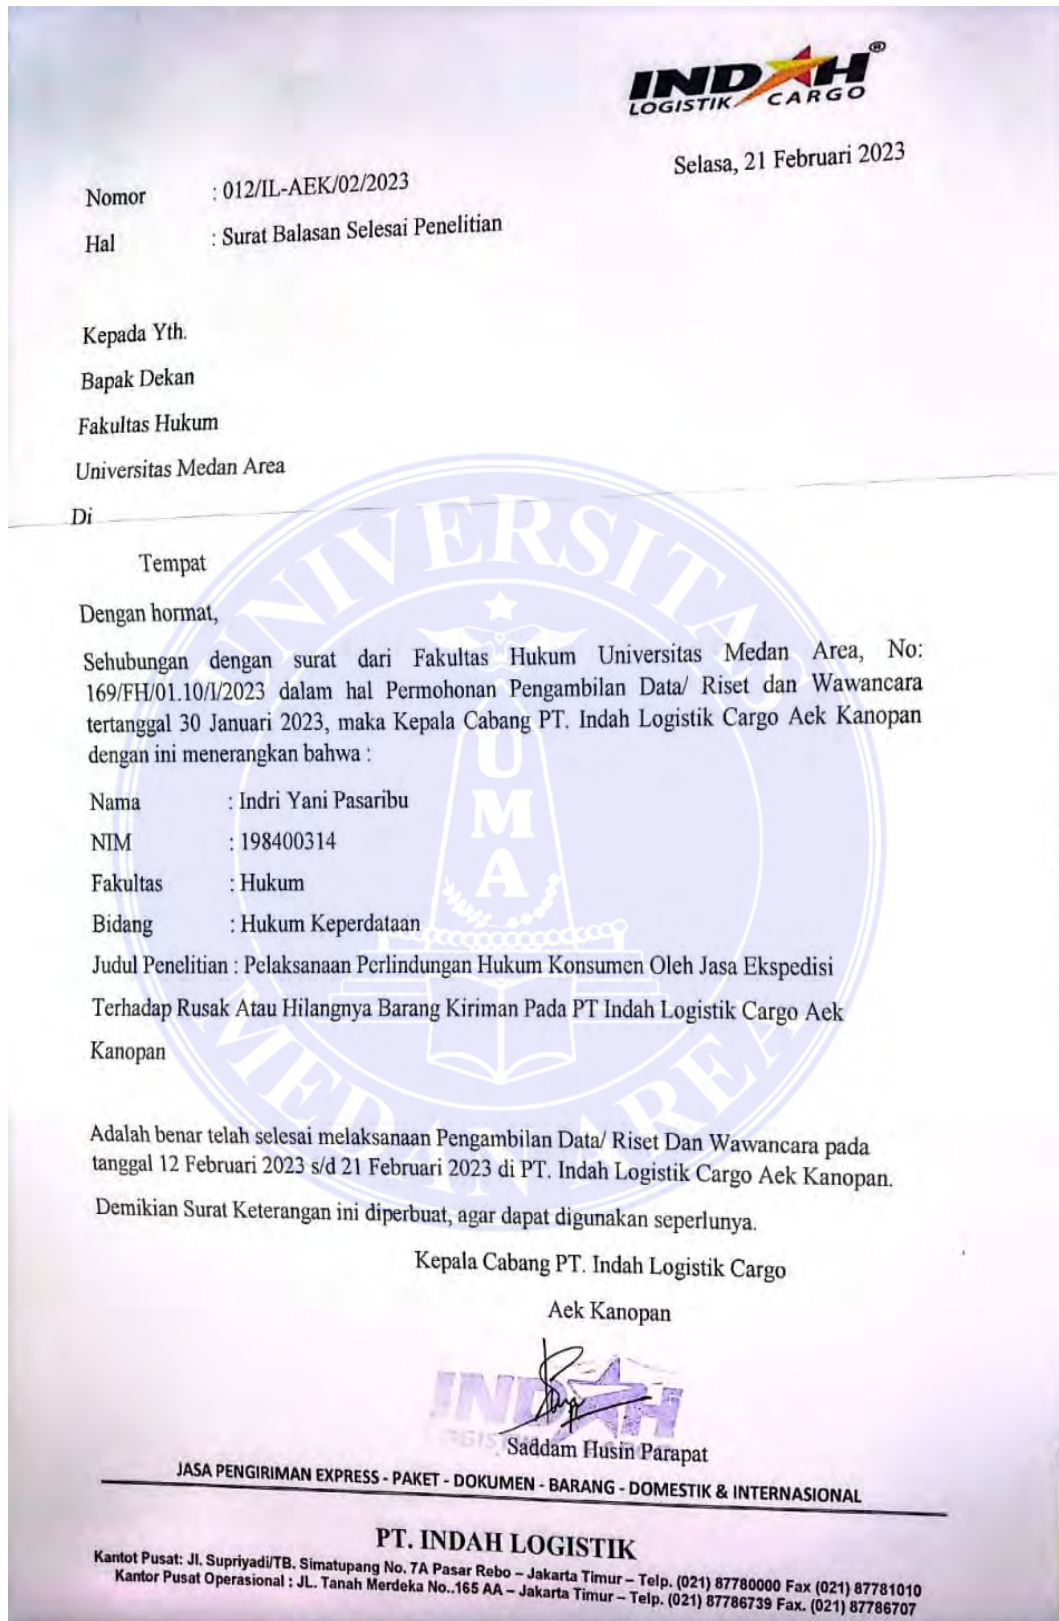 INDAH®
LOGISTIK CARGO
Selasa, 21 Februari 2023
Nomor : 012/IL-AEK/02/2023
Hal : Surat Balasan Selesai Penelitian
Kepada Yth.
Bapak Dekan
Fakultas Hukum
Universitas Medan Area
Di
Tempat
Dengan hormat,
Sehubungan dengan surat dari Fakultas Hukum Universitas Medan Area, No:
169/FH/01.10/I/2023 dalam hal Permohonan Pengambilan Data/ Riset dan Wawancara
tertanggal 30 Januari 2023, maka Kepala Cabang PT. Indah Logistik Cargo Aek Kanopan
dengan ini menerangkan bahwa :
Nama : Indri Yani Pasaribu
NIM : 198400314
Fakultas : Hukum
Bidang : Hukum Keperdataan
Judul Penelitian : Pelaksanaan Perlindungan Hukum Konsumen Oleh Jasa Ekspedisi
Terhadap Rusak Atau Hilangnya Barang Kiriman Pada PT Indah Logistik Cargo Aek
Kanopan
Adalah benar telah selesai melaksanaan Pengambilan Data/ Riset Dan Wawancara pada
tanggal 12 Februari 2023 s/d 21 Februari 2023 di PT. Indah Logistik Cargo Aek Kanopan.
Demikian Surat Keterangan ini diperbuat, agar dapat digunakan seperlunya.
Kepala Cabang PT. Indah Logistik Cargo
Aek Kanopan
INDAH
Saddam Husin Parapat
JASA PENGIRIMAN EXPRESS - PAKET - DOKUMEN - BARANG - DOMESTIK & INTERNASIONAL
PT. INDAH LOGISTIK
Kantot Pusat: Jl. Supriyadi/TB. Simatupang No. 7A Pasar Rebo – Jakarta Timur – Telp. (021) 87780000 Fax (021) 87781010
Kantor Pusat Operasional : JL. Tanah Merdeka No..165 AA – Jakarta Timur – Telp. (021) 87786739 Fax. (021) 87786707
UNIVERSITAS
MEDAN AREA
UMA